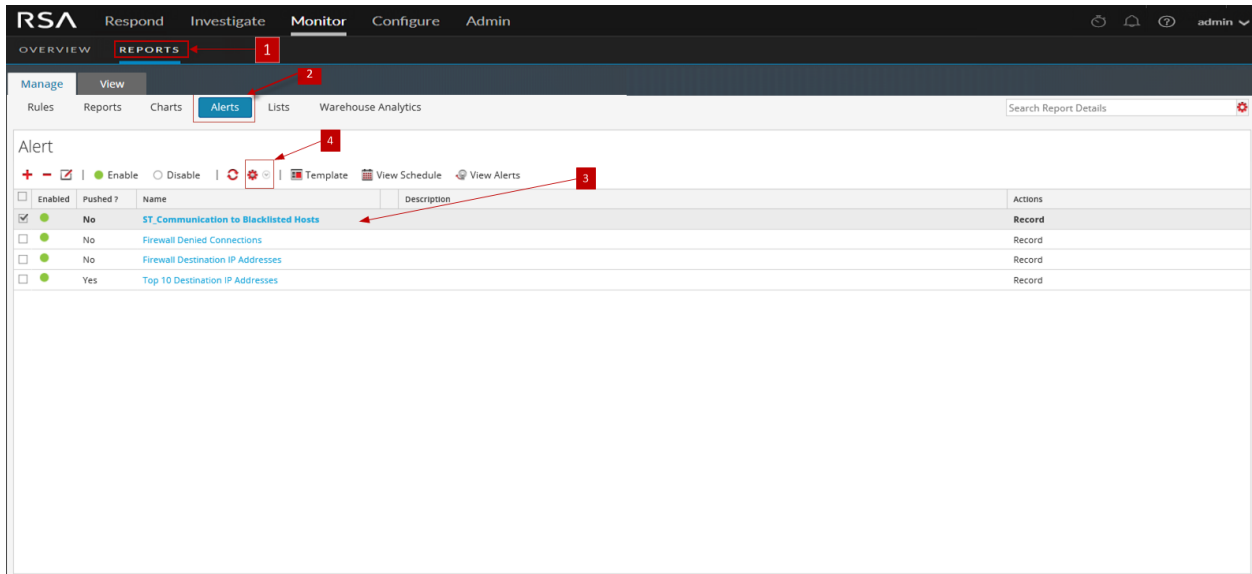 RSA Respond Investigate Monitor Configure Admin admin
OVERVIEW REPORTS 1
Manage View 2
Rules Reports Charts Alerts Lists Warehouse Analytics Search Report Details
Alert 4
Enable Disable Template View Schedule View Alerts 3
Enabled Pushed ? Name Description Actions
No ST_Communication to Blacklisted Hosts Record
No Firewall Denied Connections Record
No Firewall Destination IP Addresses Record
Yes Top 10 Destination IP Addresses Record